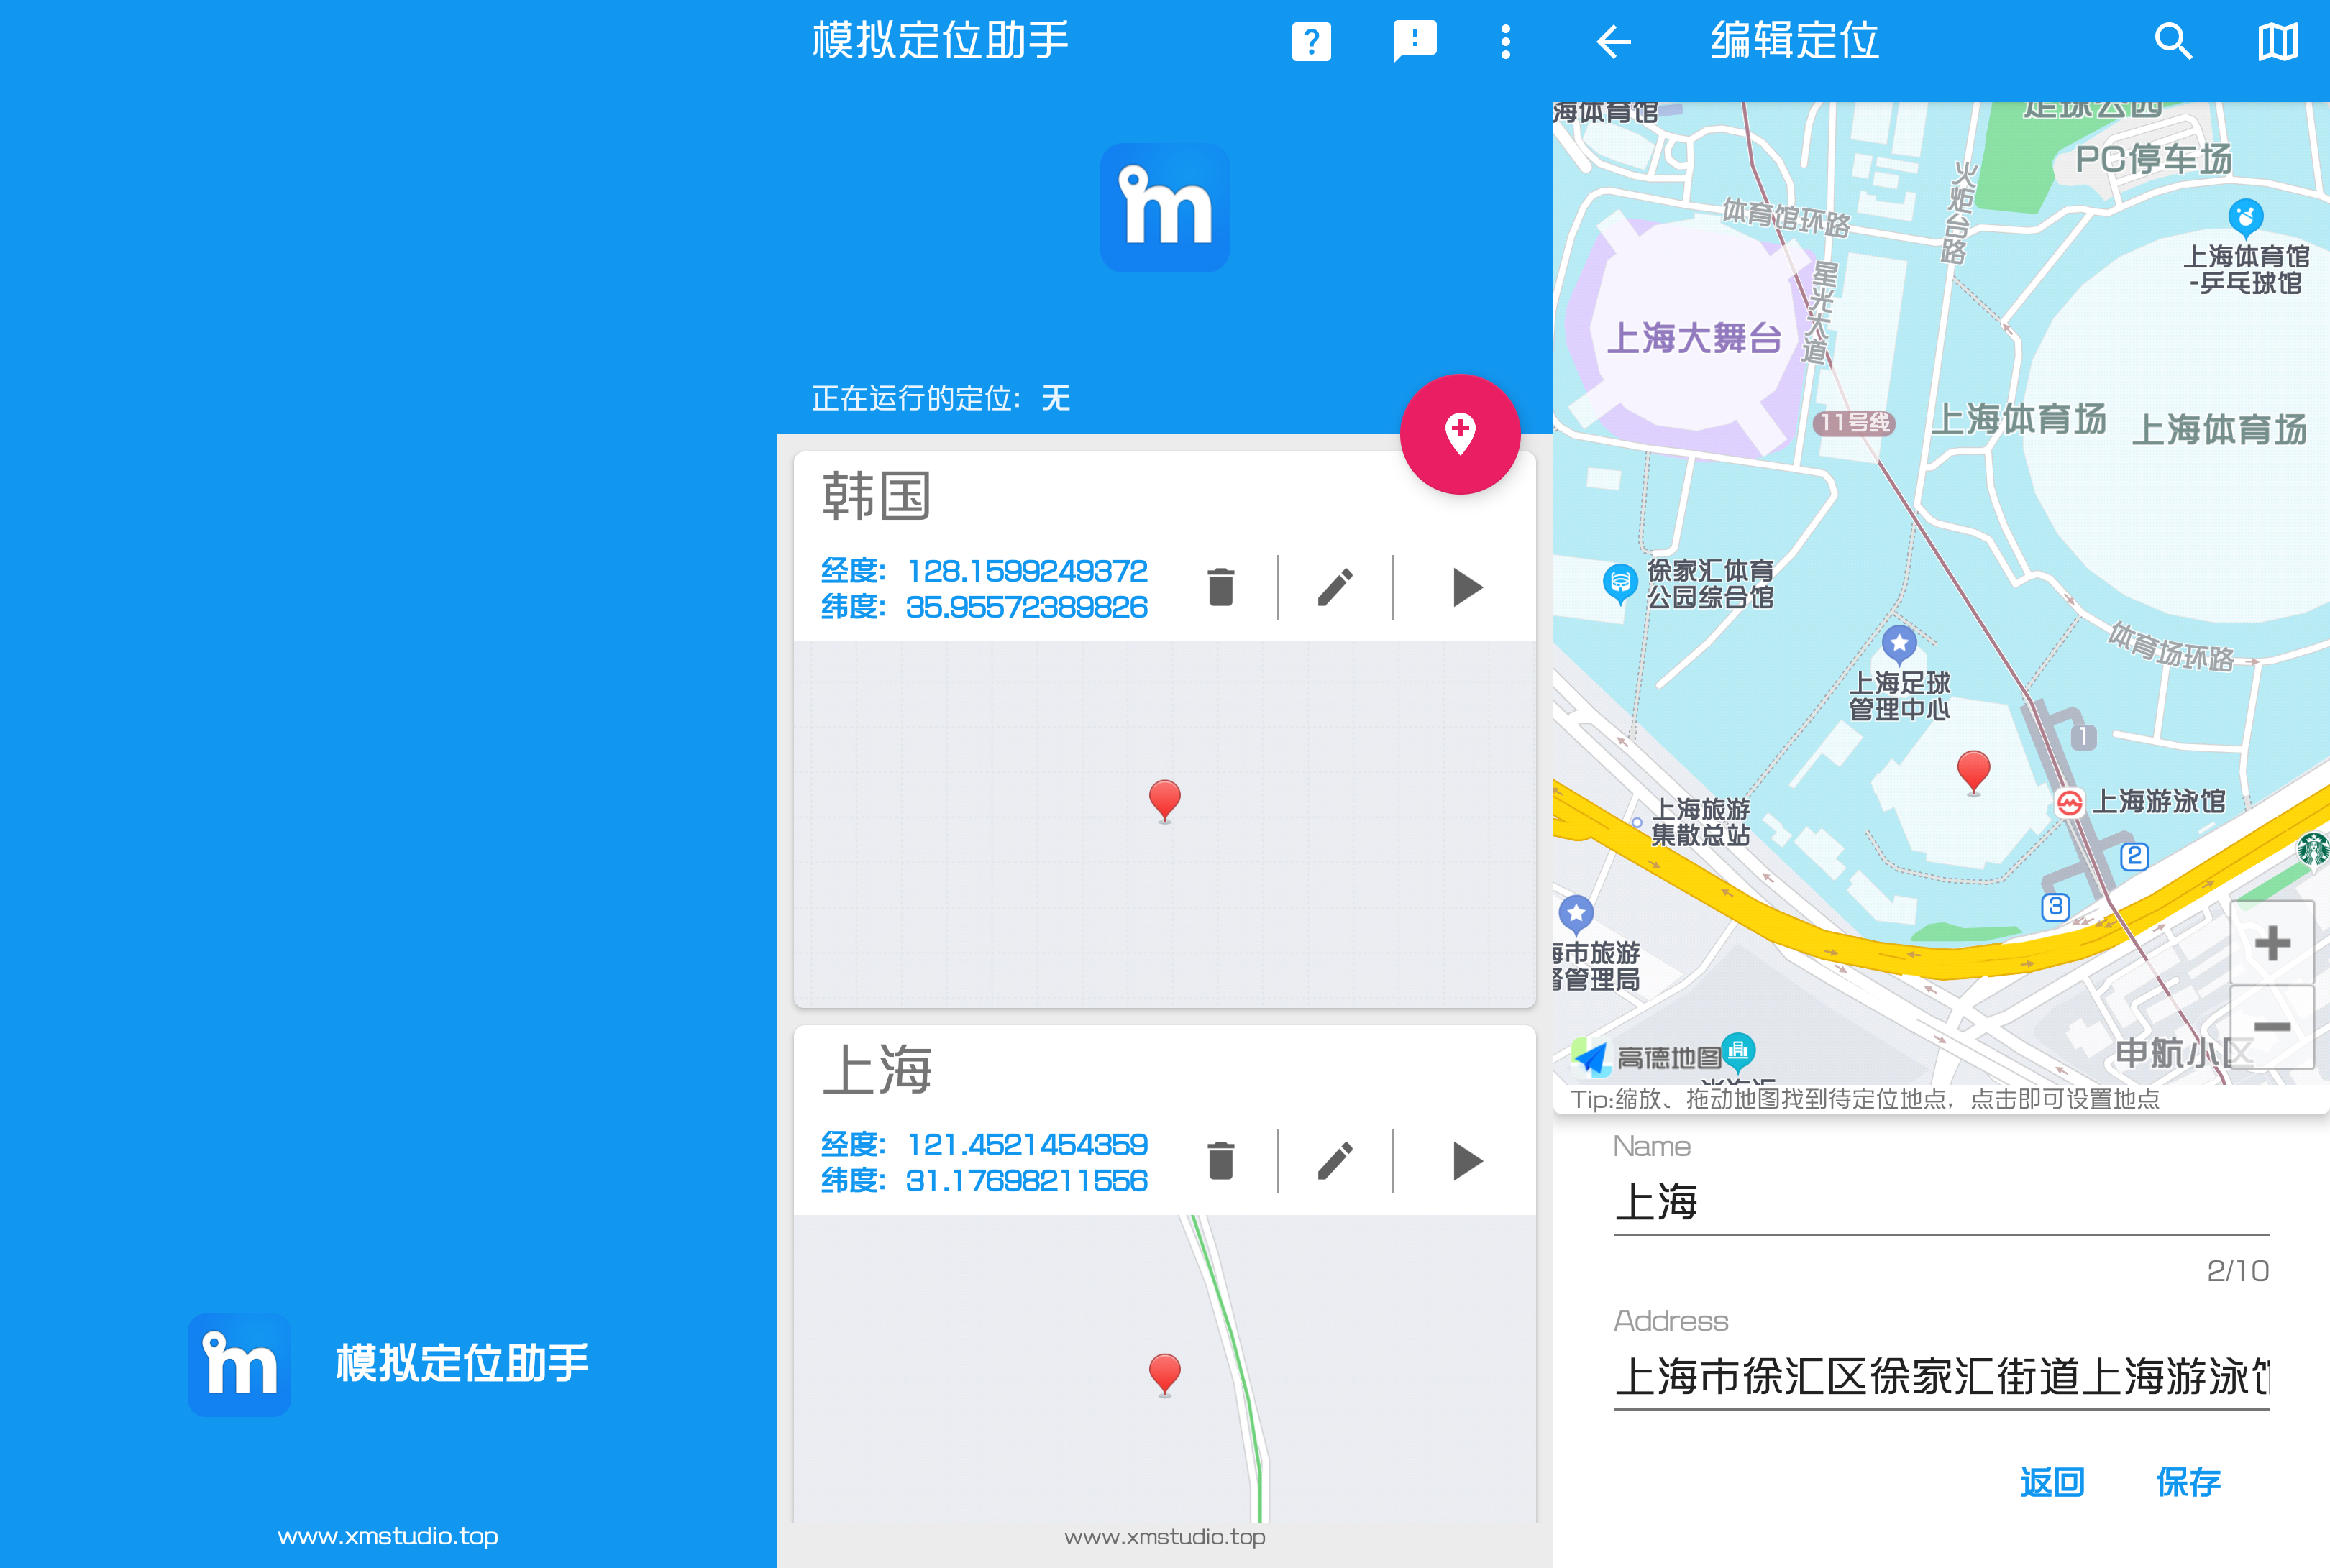 模拟定位助手
www.xmstudio.top
模拟定位助手
正在运行的定位: 无
韩国
经度: 128.1599249372
纬度: 35.95572389826
上海
经度: 121.4521454359
纬度: 31.17698211556
www.xmstudio.top
编辑定位
海体育馆
足球公园
PC停车场
体育馆环路
火炬台路
上海体育馆
-乒乓球馆
星光大道
上海大舞台
11号线
上海体育场
上海体育场
徐家汇体育
公园综合馆
体育场环路
上海足球
管理中心
1
上海游泳馆
上海旅游
集散总站
2
3
海市旅游
督管理局
高德地图
申航小区
Tip:缩放、拖动地图找到待定位地点，点击即可设置地点
Name
上海
2/10
Address
上海市徐汇区徐家汇街道上海游泳馆
返回
保存